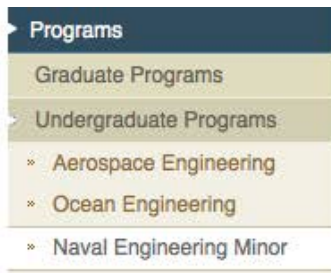 Programs
Graduate Programs
Undergraduate Programs
» Aerospace Engineering
» Ocean Engineering
» Naval Engineering Minor